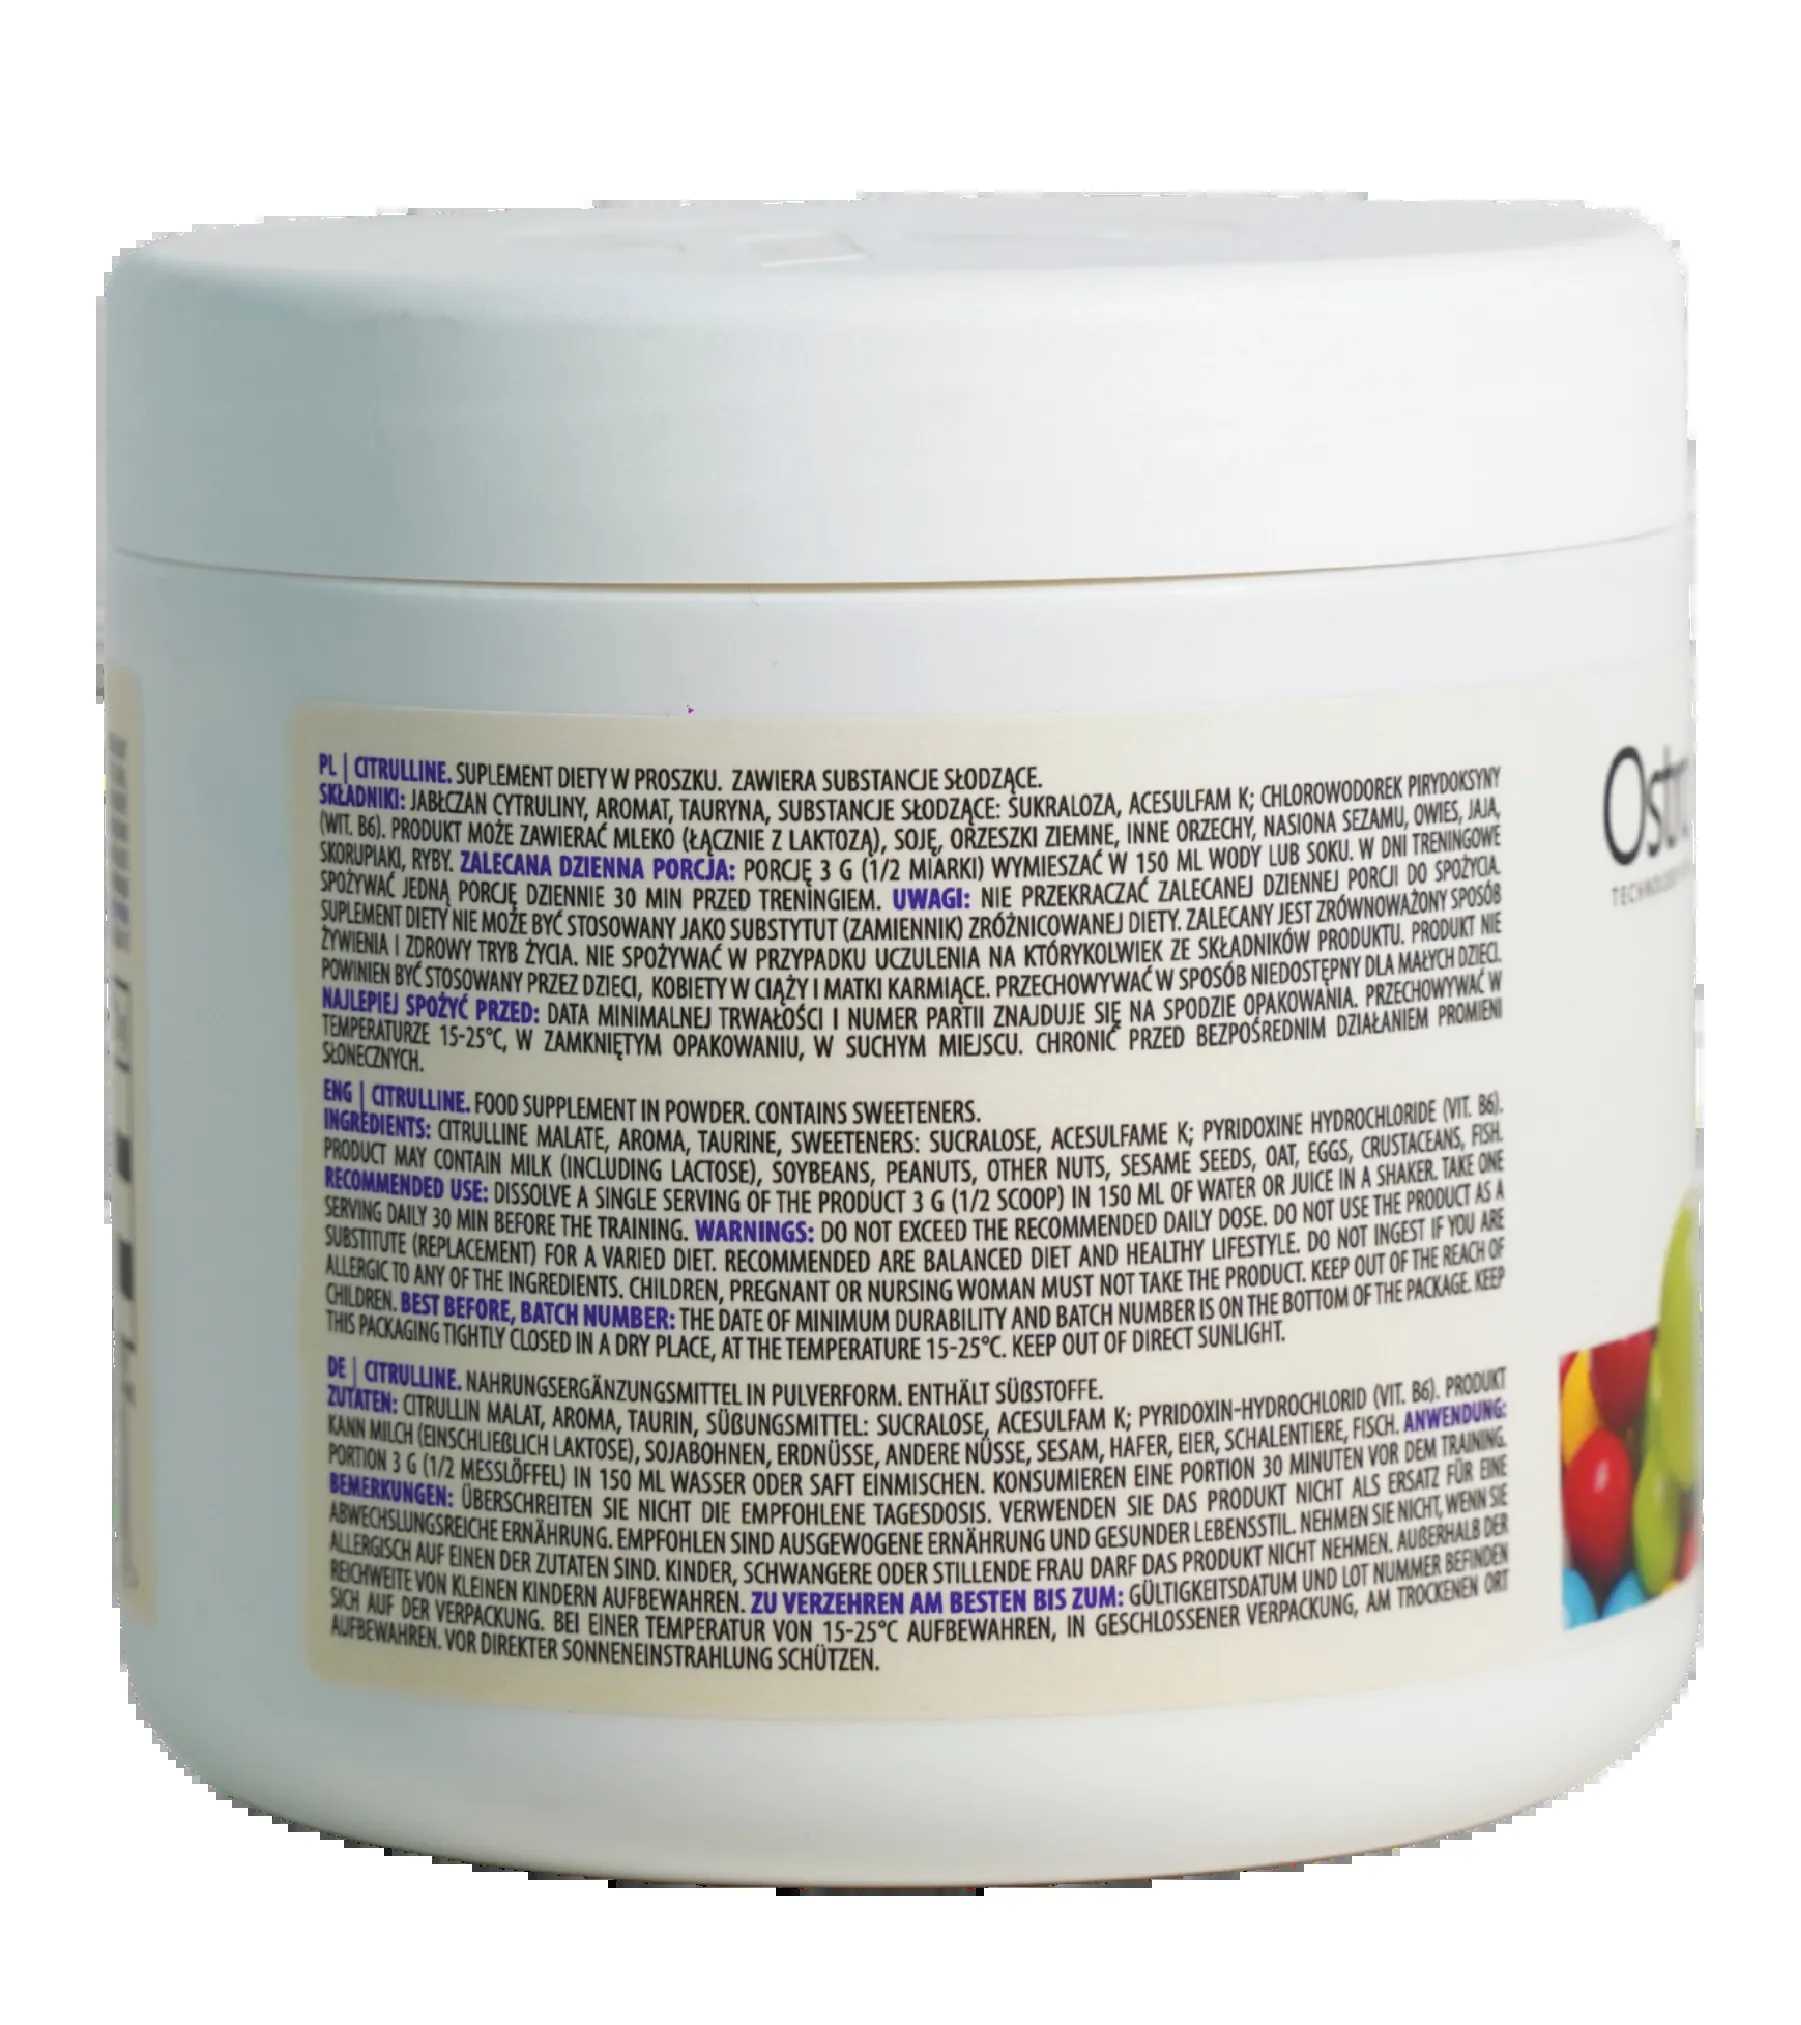 PL | CITRULLINE. SUPLEMENT DIETY W PROSZKU. ZAWIERA SUBSTANCJE SŁODZĄCE.
SKŁADNIKI: JABŁCZAN CYTRULINY, AROMAT, TAURYNA, SUBSTANCJE SŁODZĄCE: SUKRALOZA, ACESULFAM K; CHLOROWODOREK PIRYDOKSYNY
(WIT. B6). PRODUKT MOŻE ZAWIERAĆ MLEKO (ŁĄCZNIE Z LAKTOZĄ), SOJĘ, ORZESZKI ZIEMNE, INNE ORZECHY, NASIONA SEZAMU, OWIES, JAJA,
SKORUPIAKI, RYBY. ZALECANA DZIENNA PORCJA: PORCJĘ 3 G (1/2 MIARKI) WYMIESZAĆ W 150 ML WODY LUB SOKU. W DNI TRENINGOWE
SPOŻYWAĆ JEDNĄ PORCJĘ DZIENNIE 30 MIN PRZED TRENINGIEM. UWAGI: NIE PRZEKRACZAĆ ZALECANEJ DZIENNEJ PORCJI DO SPOŻYCIA.
SUPLEMENT DIETY NIE MOŻE BYĆ STOSOWANY JAKO SUBSTYTUT (ZAMIENNIK) ZRÓŻNICOWANEJ DIETY. ZALECANY JEST ZRÓWNOWAŻONY SPOSÓB
ŻYWIENIA I ZDROWY TRYB ŻYCIA. NIE SPOŻYWAĆ W PRZYPADKU UCZULENIA NA KTÓRYKOLWIEK ZE SKŁADNIKÓW PRODUKTU. PRODUKT NIE
POWINIEN BYĆ STOSOWANY PRZEZ DZIECI, KOBIETY W CIĄŻY I MATKI KARMIĄCE. PRZECHOWYWAĆ W SPOSÓB NIEDOSTĘPNY DLA MAŁYCH DZIECI.
NAJLEPIEJ SPOŻYĆ PRZED: DATA MINIMALNEJ TRWAŁOŚCI I NUMER PARTII ZNAJDUJE SIĘ NA SPODZIE OPAKOWANIA. PRZECHOWYWAĆ W
TEMPERATURZE 15-25°C, W ZAMKNIĘTYM OPAKOWANIU, W SUCHYM MIEJSCU. CHRONIĆ PRZED BEZPOŚREDNIM DZIAŁANIEM PROMIENI
SŁONECZNYCH.
ENG | CITRULLINE. FOOD SUPPLEMENT IN POWDER. CONTAINS SWEETENERS.
INGREDIENTS: CITRULLINE MALATE, AROMA, TAURINE, SWEETENERS: SUCRALOSE, ACESULFAME K; PYRIDOXINE HYDROCHLORIDE (VIT. B6).
PRODUCT MAY CONTAIN MILK (INCLUDING LACTOSE), SOYBEANS, PEANUTS, OTHER NUTS, SESAME SEEDS, OAT, EGGS, CRUSTACEANS, FISH.
RECOMMENDED USE: DISSOLVE A SINGLE SERVING OF THE PRODUCT 3 G (1/2 SCOOP) IN 150 ML OF WATER OR JUICE IN A SHAKER. TAKE ONE
SERVING DAILY 30 MIN BEFORE THE TRAINING. WARNINGS: DO NOT EXCEED THE RECOMMENDED DAILY DOSE. DO NOT USE THE PRODUCT AS A
SUBSTITUTE (REPLACEMENT) FOR A VARIED DIET. RECOMMENDED ARE BALANCED DIET AND HEALTHY LIFESTYLE. DO NOT INGEST IF YOU ARE
ALLERGIC TO ANY OF THE INGREDIENTS. CHILDREN, PREGNANT OR NURSING WOMAN MUST NOT TAKE THE PRODUCT. KEEP OUT OF THE REACH OF
CHILDREN. BEST BEFORE, BATCH NUMBER: THE DATE OF MINIMUM DURABILITY AND BATCH NUMBER IS ON THE BOTTOM OF THE PACKAGE. KEEP
THIS PACKAGING TIGHTLY CLOSED IN A DRY PLACE, AT THE TEMPERATURE 15-25°C. KEEP OUT OF DIRECT SUNLIGHT.
DE | CITRULLINE. NAHRUNGSERGÄNZUNGSMITTEL IN PULVERFORM. ENTHÄLT SÜßSTOFFE.
ZUTATEN: CITRULLIN MALAT, AROMA, TAURIN, SÜßUNGSMITTEL: SUCRALOSE, ACESULFAM K; PYRIDOXIN-HYDROCHLORID (VIT. B6). PRODUKT
KANN MILCH (EINSCHLIEßLICH LAKTOSE), SOJABOHNEN, ERDNÜSSE, ANDERE NÜSSE, SESAM, HAFER, EIER, SCHALENTIERE, FISCH. ANWENDUNG:
PORTION 3 G (1/2 MESSLÖFFEL) IN 150 ML WASSER ODER SAFT EINMISCHEN. KONSUMIEREN EINE PORTION 30 MINUTEN VOR DEM TRAINING.
BEMERKUNGEN: ÜBERSCHREITEN SIE NICHT DIE EMPFOHLENE TAGESDOSIS. VERWENDEN SIE DAS PRODUKT NICHT ALS ERSATZ FÜR EINE
ABWECHSLUNGSREICHE ERNÄHRUNG. EMPFOHLEN SIND AUSGEWOGENE ERNÄHRUNG UND GESUNDER LEBENSSTIL. NEHMEN SIE NICHT, WENN SIE
ALLERGISCH AUF EINEN DER ZUTATEN SIND. KINDER, SCHWANGERE ODER STILLENDE FRAU DARF DAS PRODUKT NICHT NEHMEN. AUßERHALB DER
REICHWEITE VON KLEINEN KINDERN AUFBEWAHREN. ZU VERZEHREN AM BESTEN BIS ZUM: GÜLTIGKEITSDATUM UND LOT NUMMER BEFINDEN
SICH AUF DER VERPACKUNG. BEI EINER TEMPERATUR VON 15-25°C AUFBEWAHREN, IN GESCHLOSSENER VERPACKUNG, AM TROCKENEN ORT
AUFBEWAHREN. VOR DIREKTER SONNENEINSTRAHLUNG SCHÜTZEN.
Ost